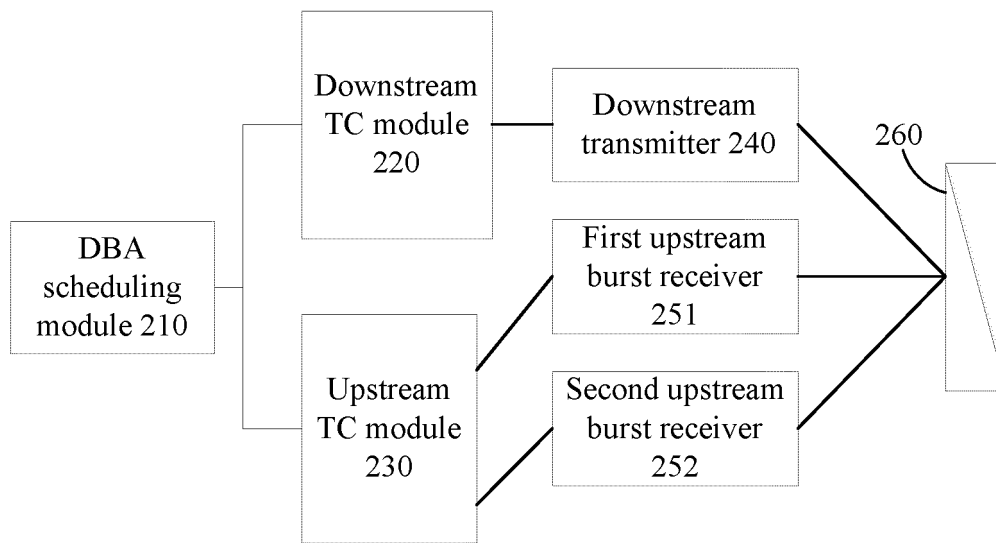 Downstream
TC module
220
Downstream
transmitter 240
260
DBA
scheduling
module 210
First upstream
burst receiver
251
Upstream
TC module
230
Second upstream
burst receiver
252